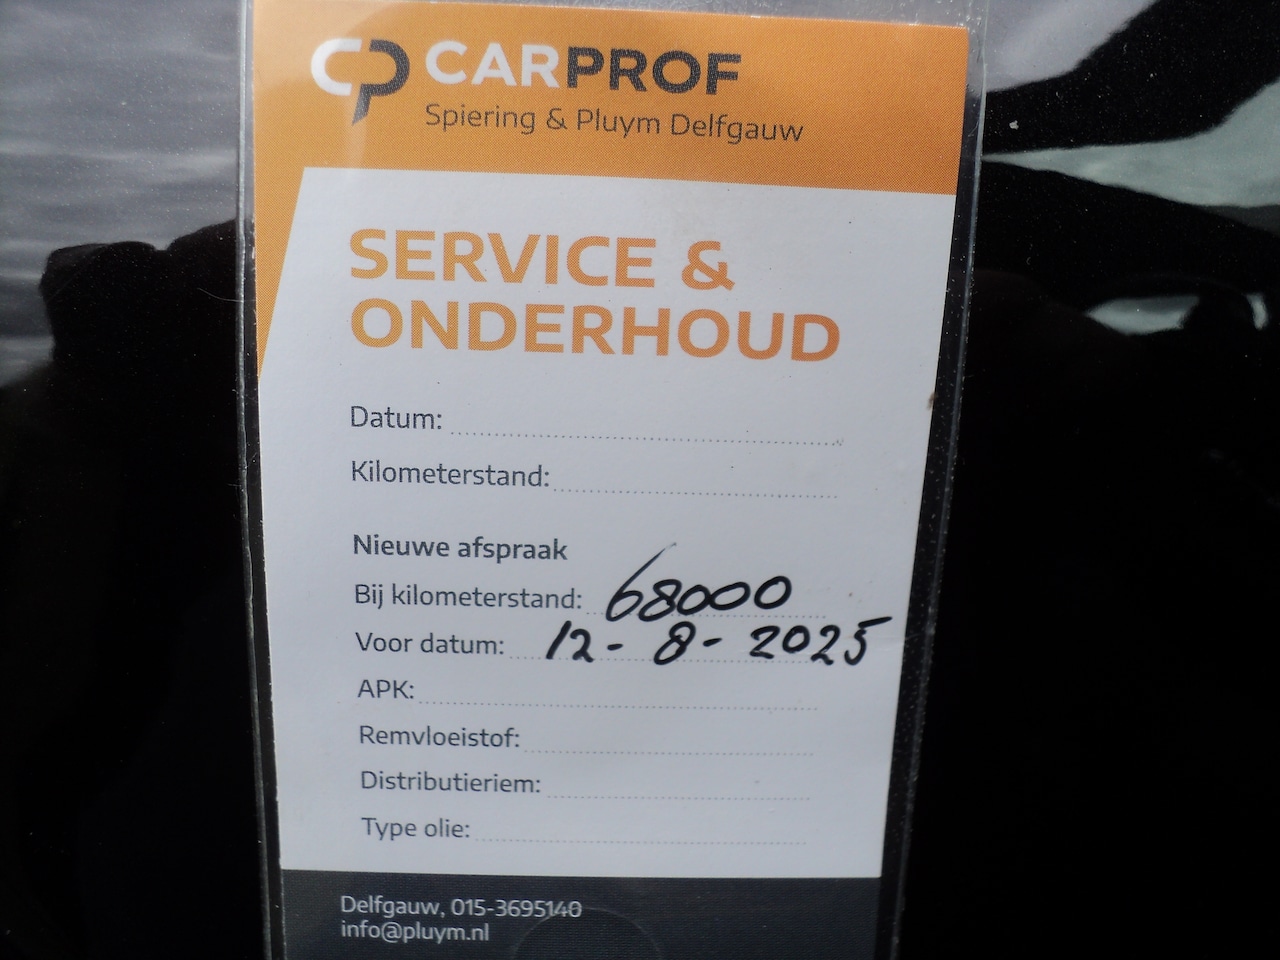 CP CARPROF
Spiering & Pluym Delfgauw
SERVICE &
ONDERHOUD
Datum:
Kilometerstand:
Nieuwe afspraak
Bij kilometerstand: 68000
Voor datum: 12-8-2025
APK:
Remvloeistof:
Distributieriem:
Type olie:
Delfgauw, 015-3695140
info@pluym.nl